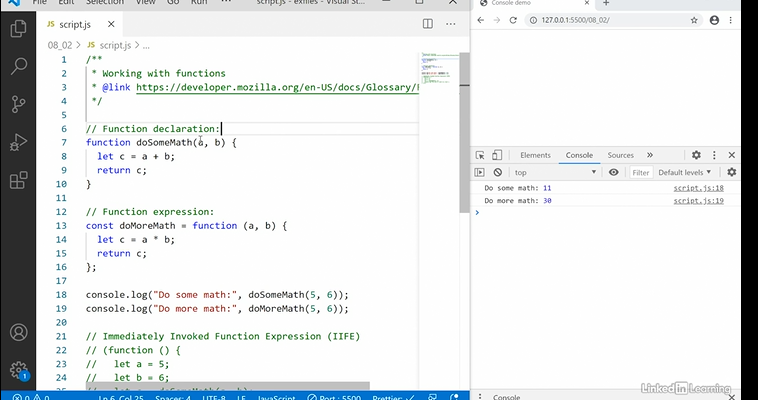 File Edit Selection View Go Run
script.js - exfiles - Visual St...
JS script.js
08_02 > JS script.js > ...
1 /**
2 * Working with functions
3 * @link https://developer.mozilla.org/en-US/docs/Glossary/
4 */
5
6 // Function declaration:
7 function doSomeMath(a, b) {
8 let c = a + b;
9 return c;
10 }
11
12 // Function expression:
13 const doMoreMath = function (a, b) {
14 let c = a * b;
15 return c;
16 };
17
18 console.log("Do some math:", doSomeMath(5, 6));
19 console.log("Do more math:", doMoreMath(5, 6));
20
21 // Immediately Invoked Function Expression (IIFE)
22 // (function () {
23 // let a = 5;
24 // let b = 6;
25 // let c = doSomeMath(a, b);
1
0 0 Ln 6, Col 25 Spaces: 4 UTF-8 LF JavaScript Port : 5500 Prettier: ✓
Console demo
127.0.0.1:5500/08_02/
Elements Console Sources »
top Filter Default levels
Do some math: 11 script.js:18
Do more math: 30 script.js:19
Console
LinkedIn Learning